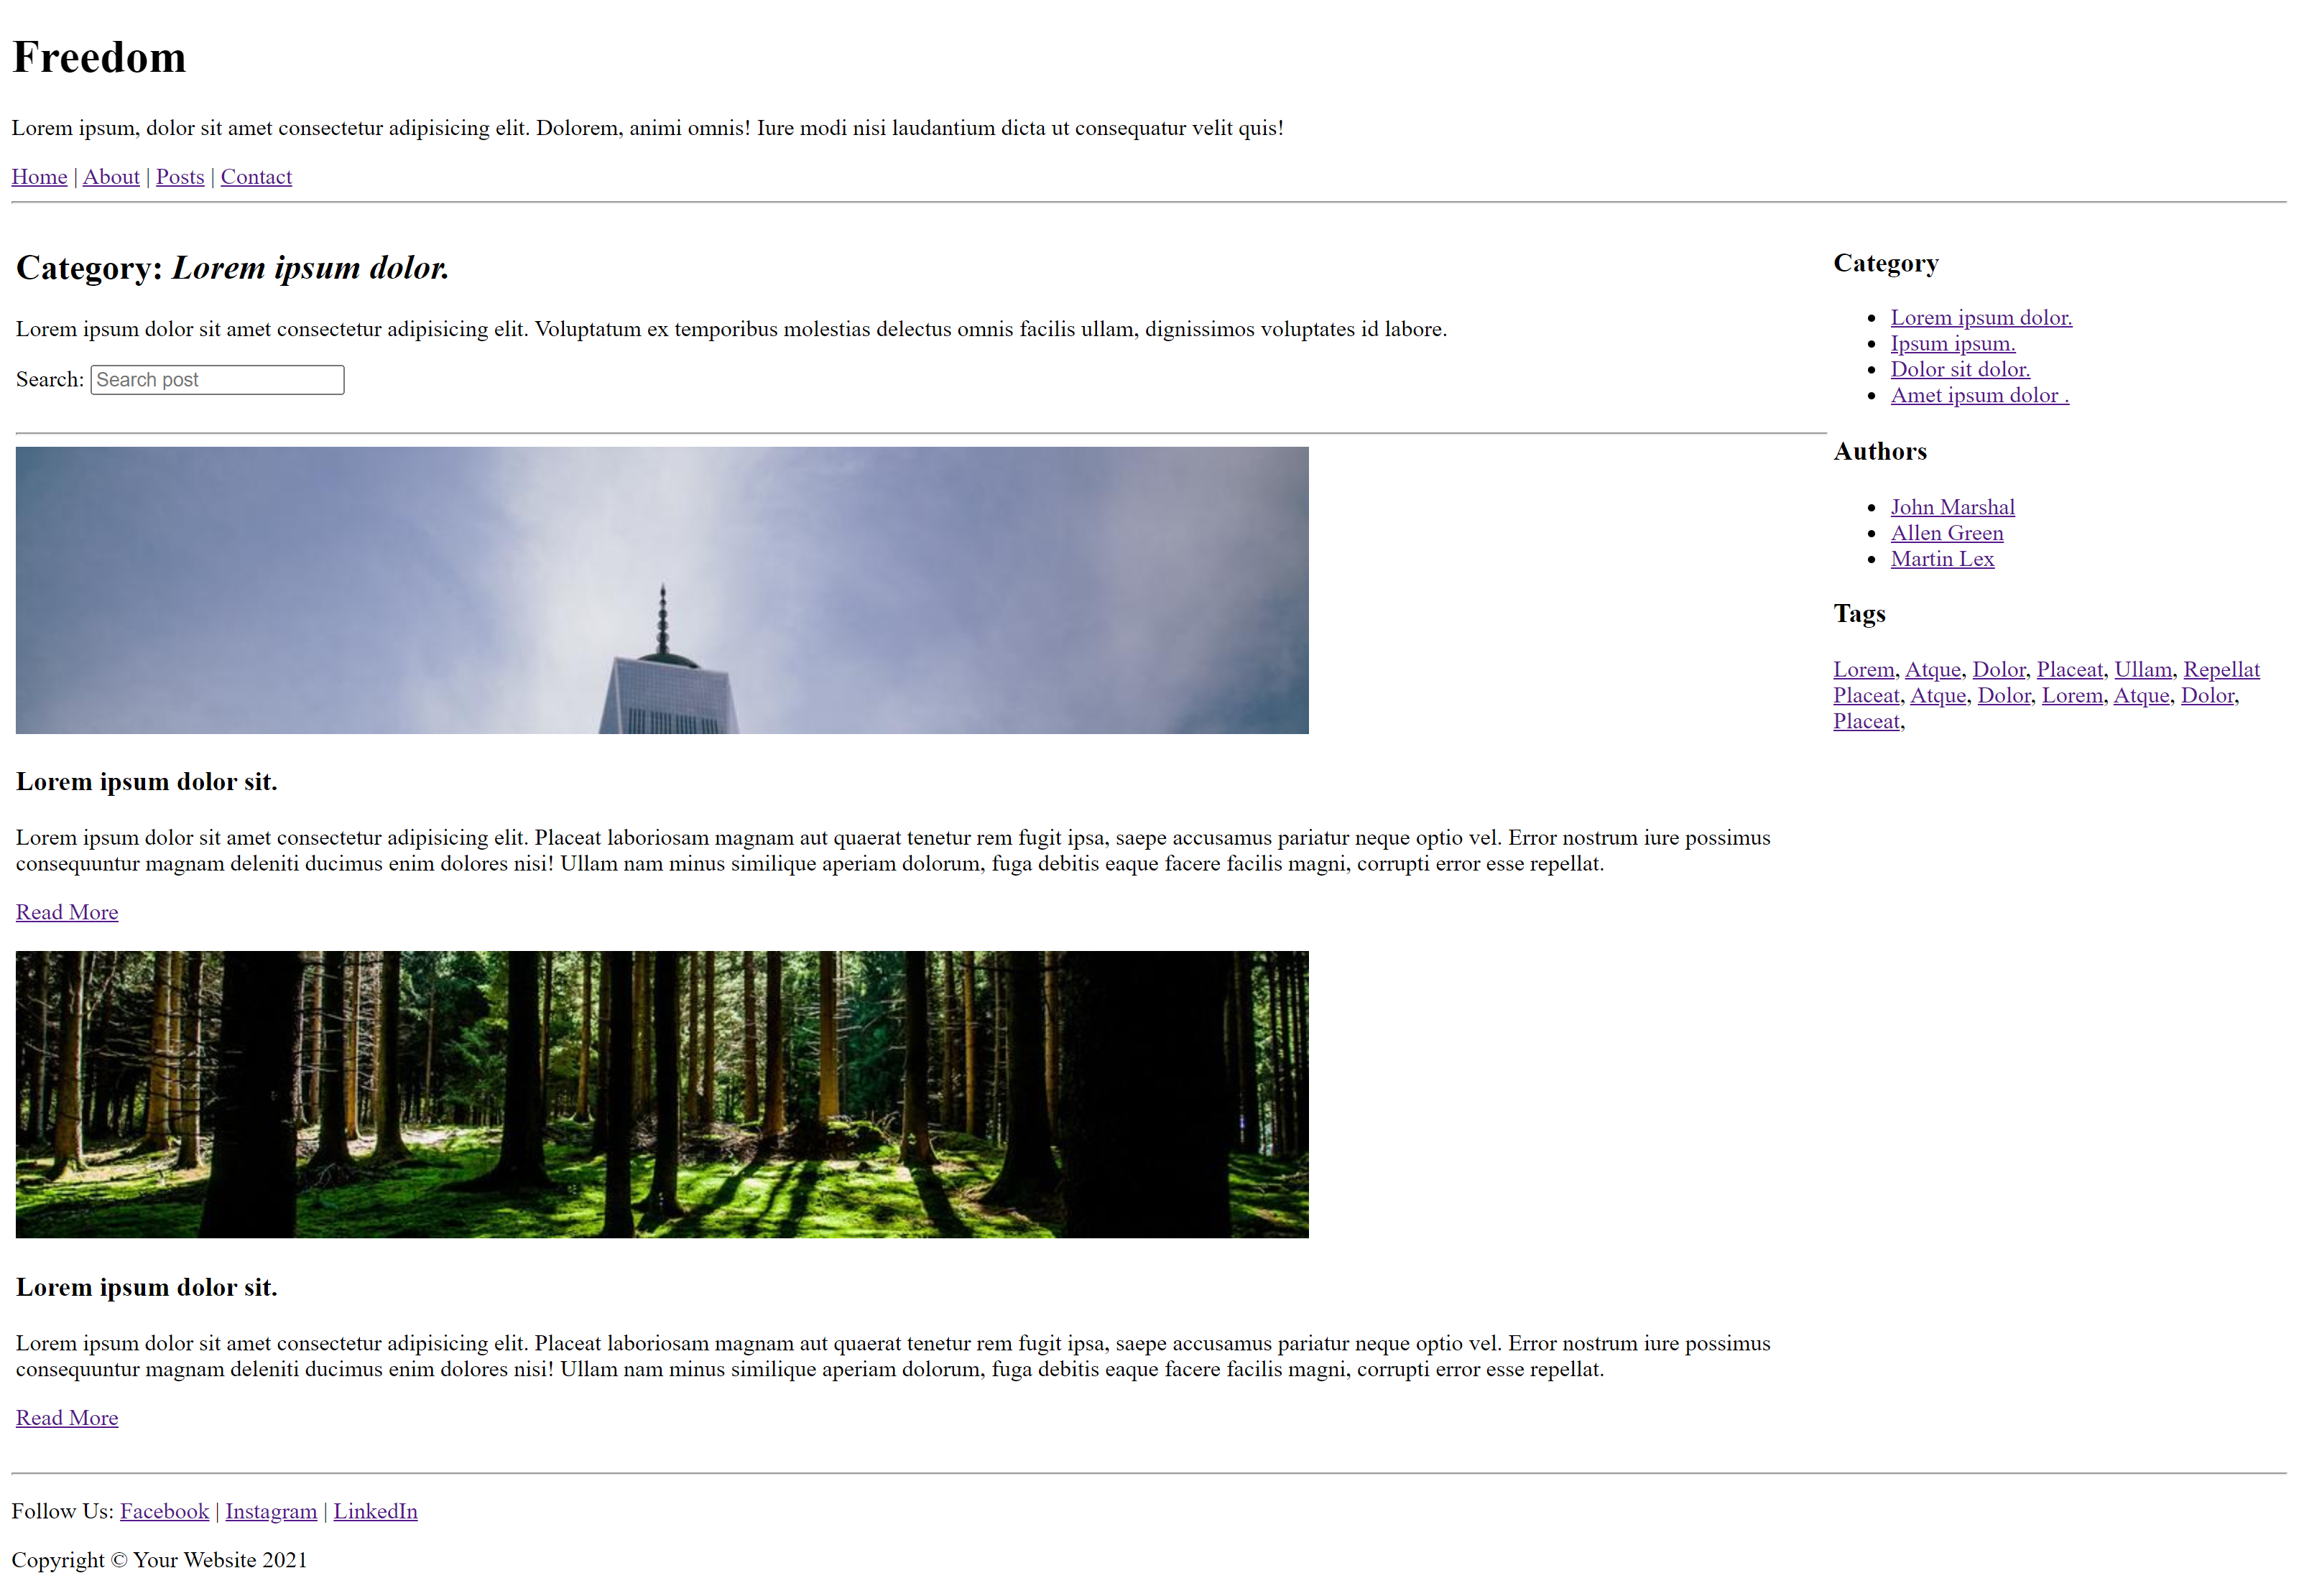 Freedom
Lorem ipsum, dolor sit amet consectetur adipisicing elit. Dolorem, animi omnis! Iure modi nisi laudantium dicta ut consequatur velit quis!
Home | About | Posts | Contact
Category: Lorem ipsum dolor.
Lorem ipsum dolor sit amet consectetur adipisicing elit. Voluptatum ex temporibus molestias delectus omnis facilis ullam, dignissimos voluptates id labore.
Search: Search post
Lorem ipsum dolor sit.
Lorem ipsum dolor sit amet consectetur adipisicing elit. Placeat laboriosam magnam aut quaerat tenetur rem fugit ipsa, saepe accusamus pariatur neque optio vel. Error nostrum iure possimus
consequuntur magnam deleniti ducimus enim dolores nisi! Ullam nam minus similique aperiam dolorum, fuga debitis eaque facere facilis magni, corrupti error esse repellat.
Read More
Lorem ipsum dolor sit.
Lorem ipsum dolor sit amet consectetur adipisicing elit. Placeat laboriosam magnam aut quaerat tenetur rem fugit ipsa, saepe accusamus pariatur neque optio vel. Error nostrum iure possimus
consequuntur magnam deleniti ducimus enim dolores nisi! Ullam nam minus similique aperiam dolorum, fuga debitis eaque facere facilis magni, corrupti error esse repellat.
Read More
Category
Lorem ipsum dolor.
Ipsum ipsum.
Dolor sit dolor.
Amet ipsum dolor .
Authors
John Marshal
Allen Green
Martin Lex
Tags
Lorem, Atque, Dolor, Placeat, Ullam, Repellat
Placeat, Atque, Dolor, Lorem, Atque, Dolor,
Placeat,
Follow Us: Facebook | Instagram | LinkedIn
Copyright © Your Website 2021